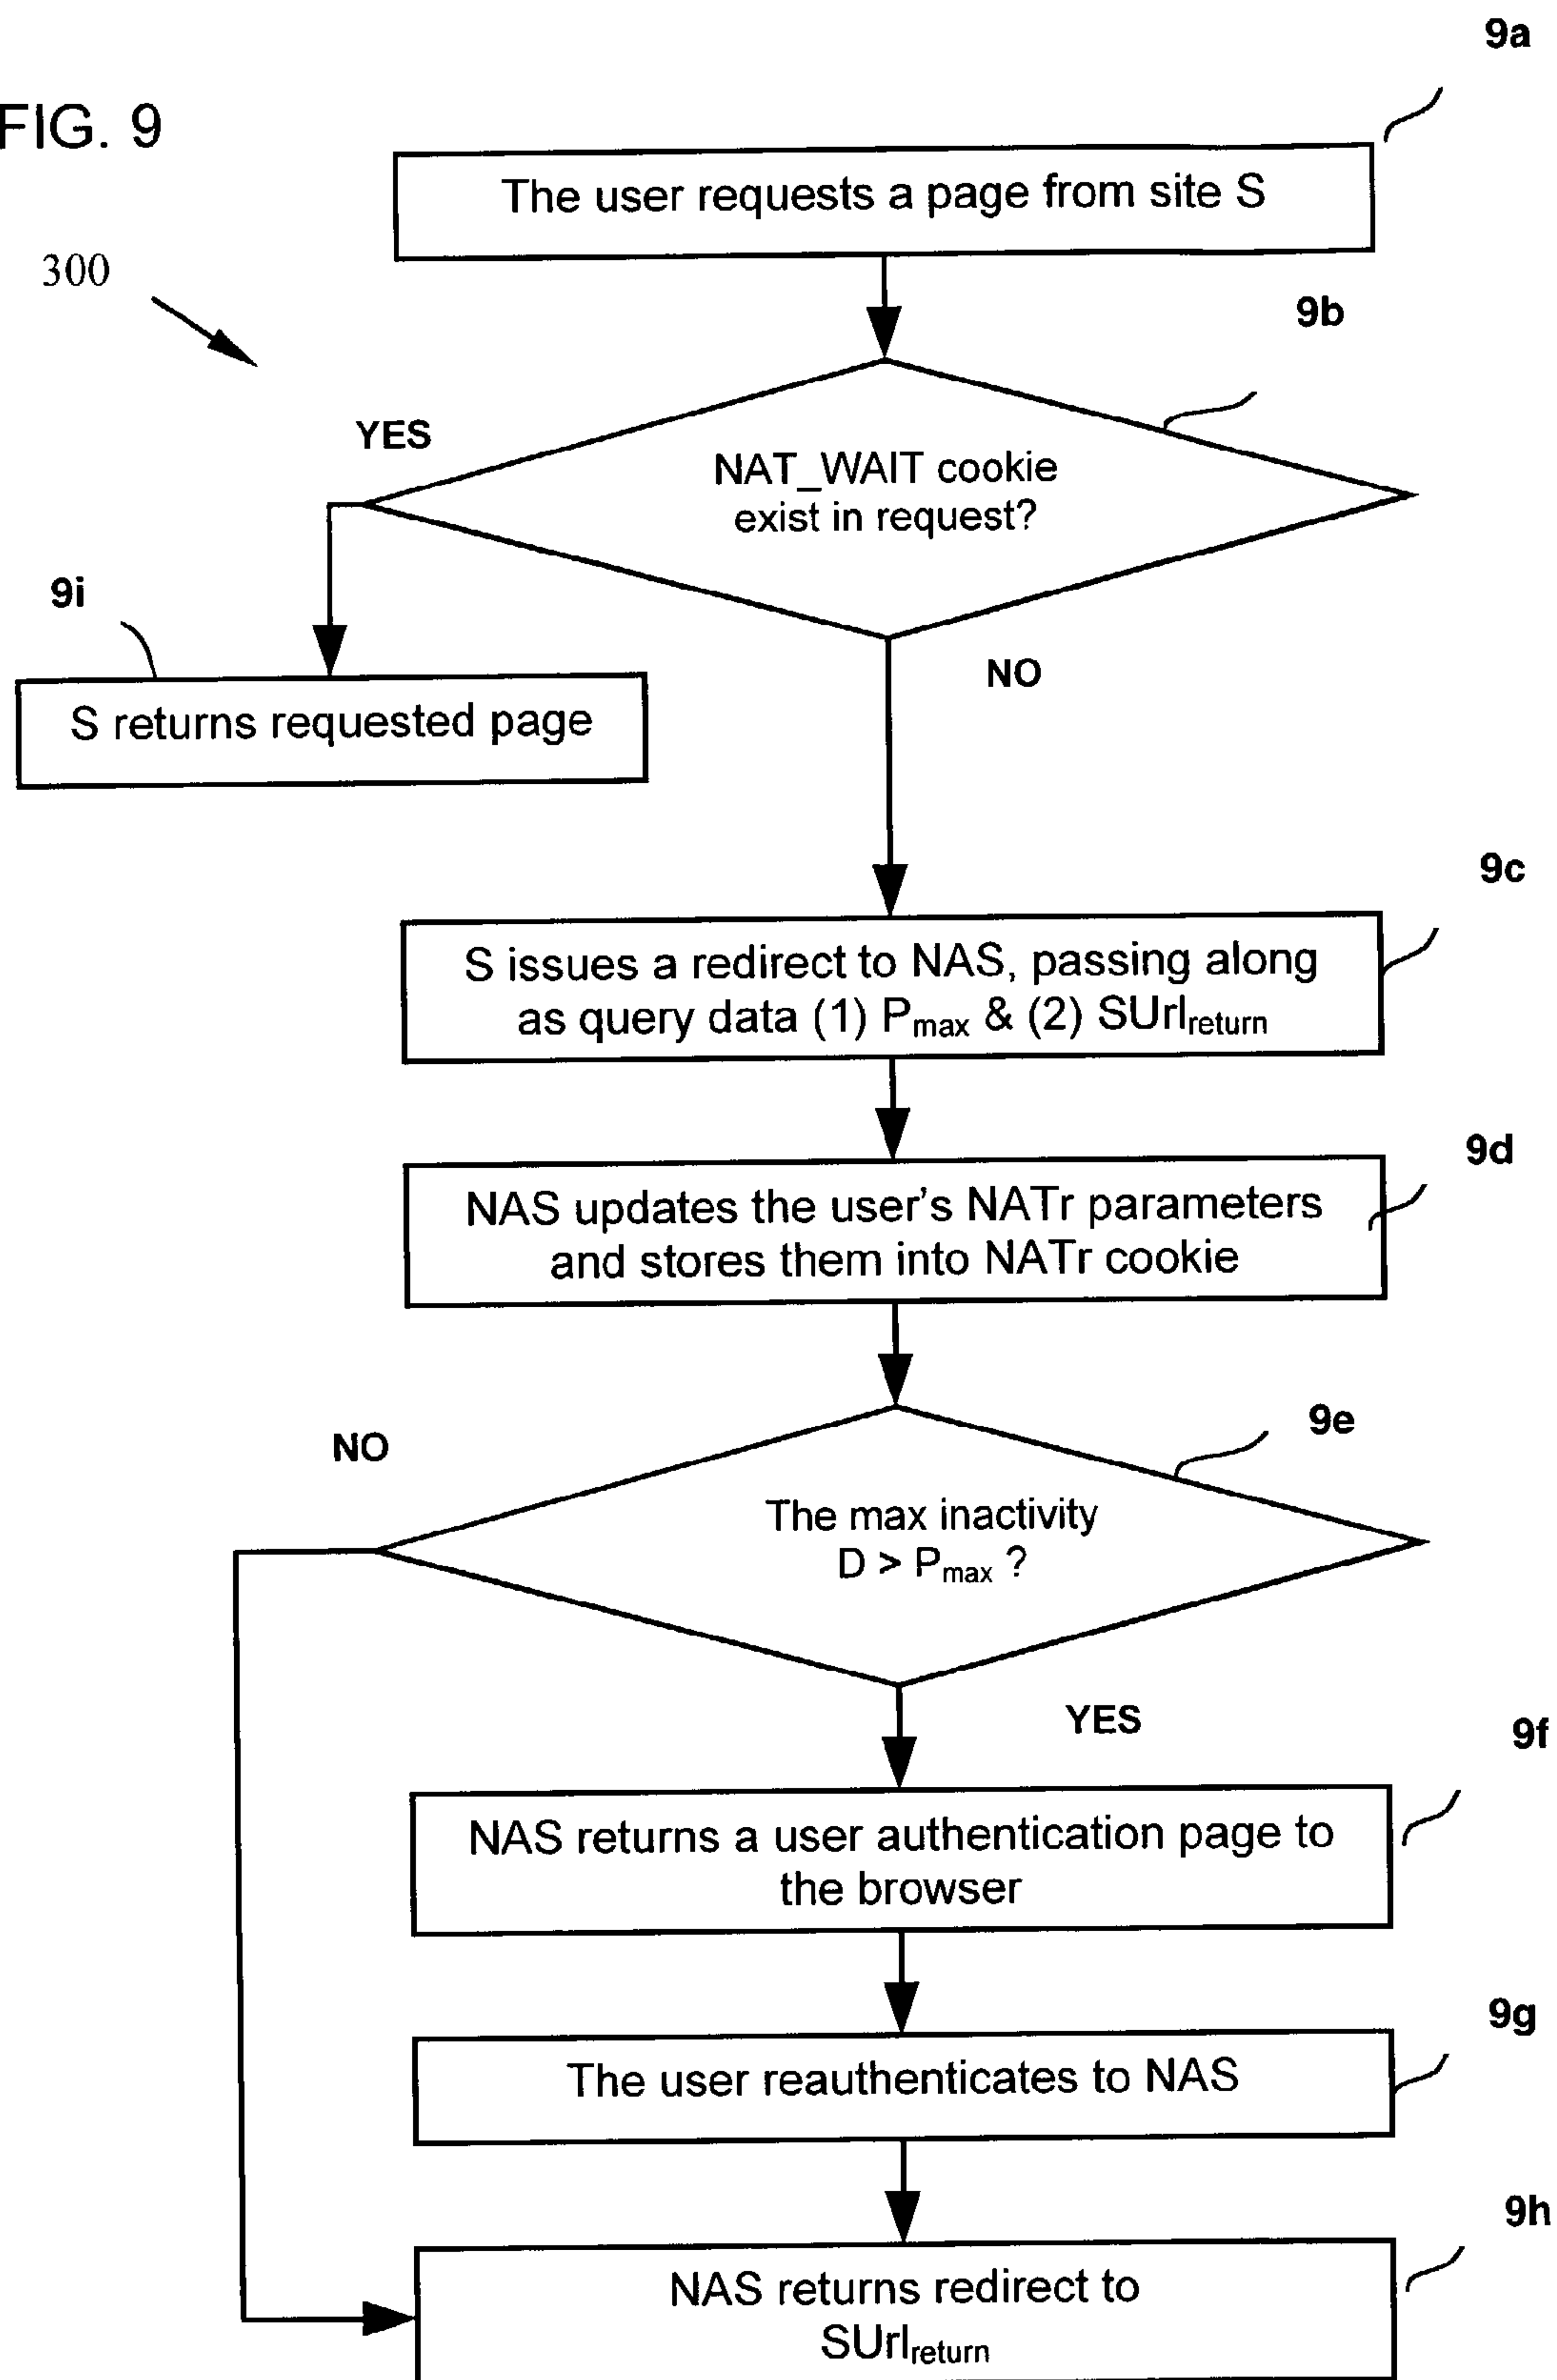 9a
FIG. 9
The user requests a page from site S
300
9b
YES
NAT_WAIT cookie
exist in request?
9i
NO
S returns requested page
9c
S issues a redirect to NAS, passing along
as query data (1) Pmax & (2) SUrlreturn
9d
NAS updates the user's NATr parameters
and stores them into NATr cookie
9e
NO
The max inactivity
D > Pmax ?
YES
9f
NAS returns a user authentication page to
the browser
9g
The user reauthenticates to NAS
9h
NAS returns redirect to
SUrlreturn